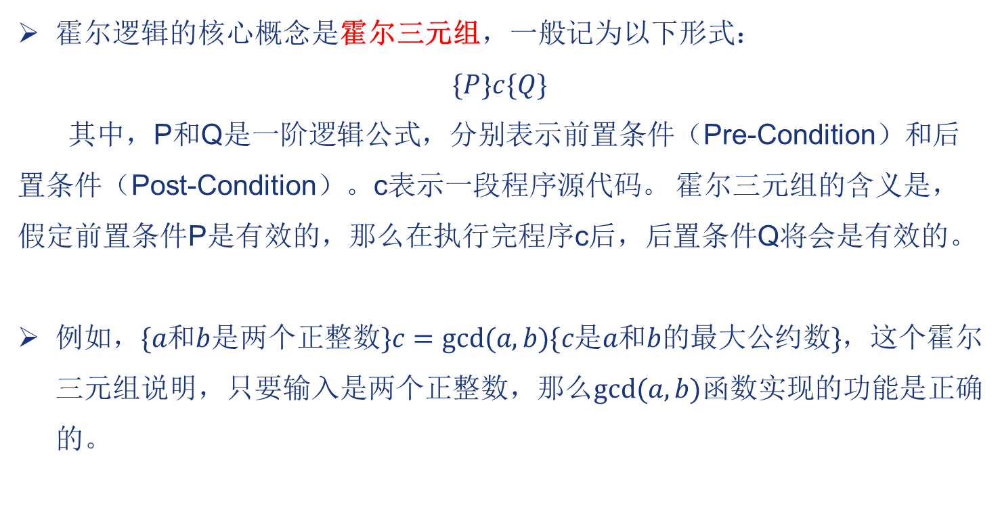 ➢ 霍尔逻辑的核心概念是霍尔三元组，一般记为以下形式：
{P}c{Q}
其中，P和Q是一阶逻辑公式，分别表示前置条件（Pre-Condition）和后
置条件（Post-Condition）。c表示一段程序源代码。 霍尔三元组的含义是，
假定前置条件P是有效的，那么在执行完程序c后，后置条件Q将会是有效的。
➢ 例如，{a和b是两个正整数}c = gcd(a, b){c是a和b的最大公约数}，这个霍尔
三元组说明，只要输入是两个正整数，那么gcd(a, b)函数实现的功能是正确
的。